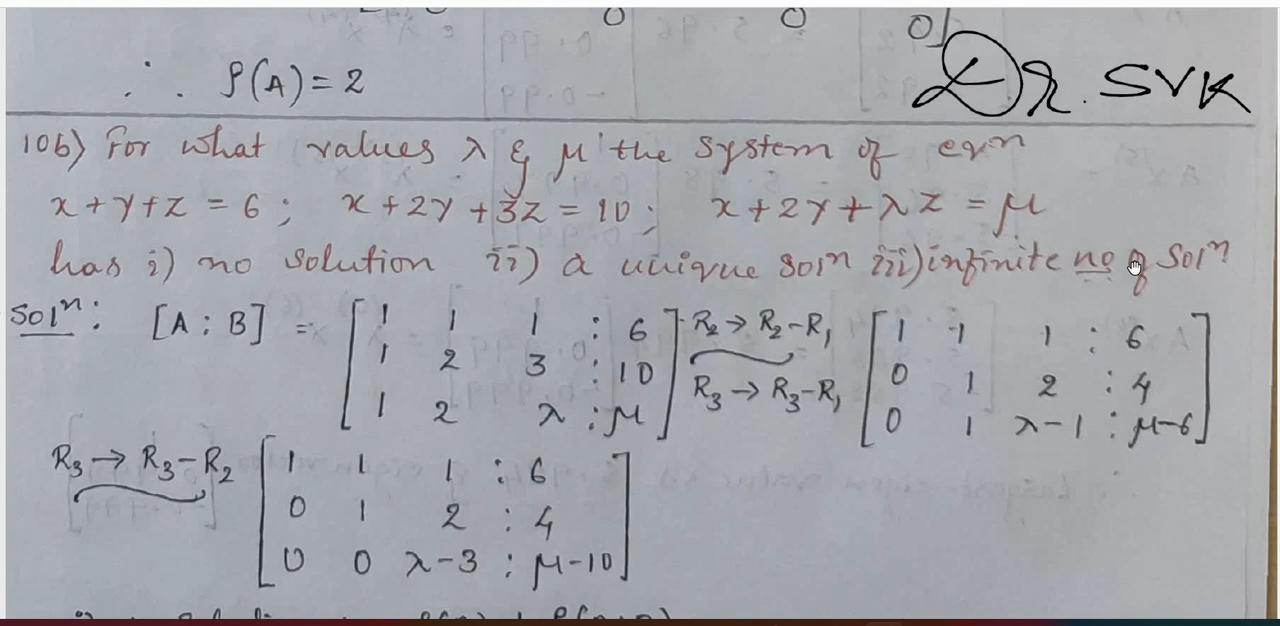 0 0 0]
∴ ρ(A) = 2
Dr. SVK
10b) For what values λ & μ the system of eqⁿ
x + y + z = 6 ; x + 2y + 3z = 10 ; x + 2y + λz = μ
has i) no solution ii) a unique solⁿ iii) infinite no of solⁿ
Solⁿ : [A : B] = [1 1 1 : 6 R₂ → R₂ - R₁ [1 1 1 : 6
1 2 3 : 10 R₃ → R₃ - R₁ 0 1 2 : 4
1 2 λ : μ] 0 1 λ-1 : μ-6]
R₃ → R₃ - R₂ [1 1 1 : 6
0 1 2 : 4
0 0 λ-3 : μ-10]